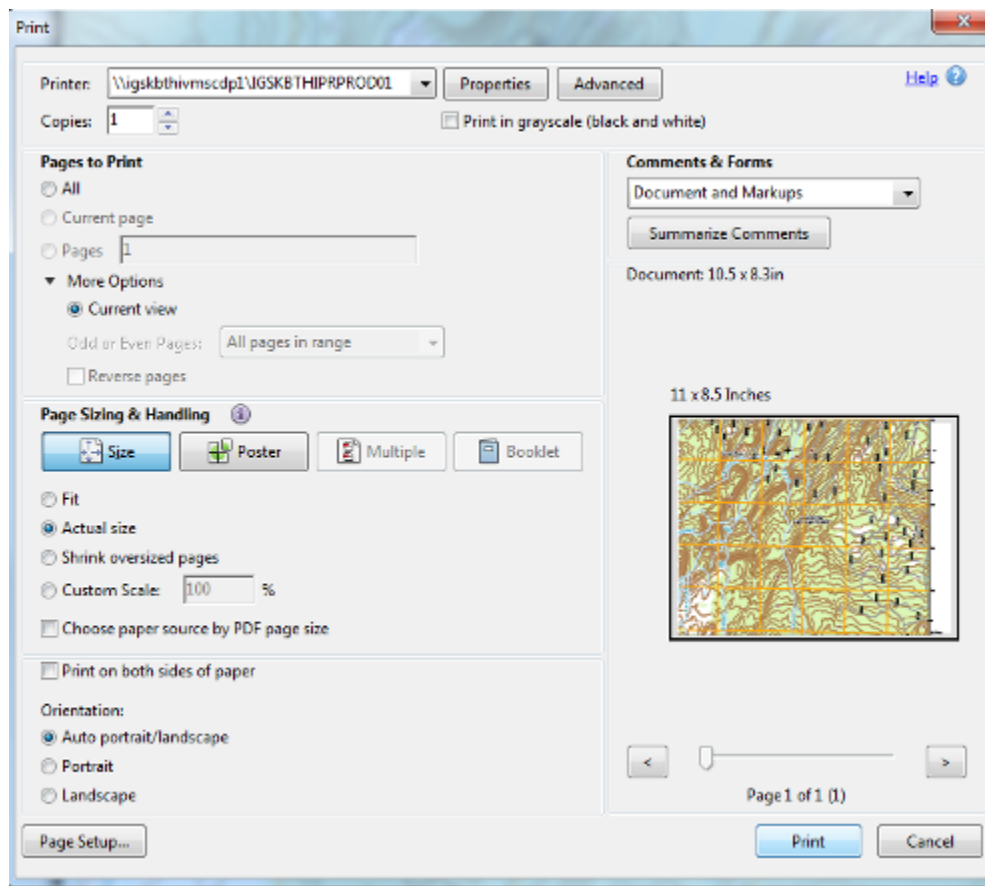 Print
Printer: \\igskbthivmscdp1\IGSKBTHIPRPROD01 Properties Advanced Help
Copies: 1 Print in grayscale (black and white)
Pages to Print
All
Current page
Pages 1
More Options
Current view
Odd or Even Pages: All pages in range
Reverse pages
Page Sizing & Handling
Size Poster Multiple Booklet
Fit
Actual size
Shrink oversized pages
Custom Scale: 100 %
Choose paper source by PDF page size
Print on both sides of paper
Orientation:
Auto portrait/landscape
Portrait
Landscape
Comments & Forms
Document and Markups
Summarize Comments
Document: 10.5 x 8.3in
11 x 8.5 Inches
< >
Page 1 of 1 (1)
Page Setup... Print Cancel